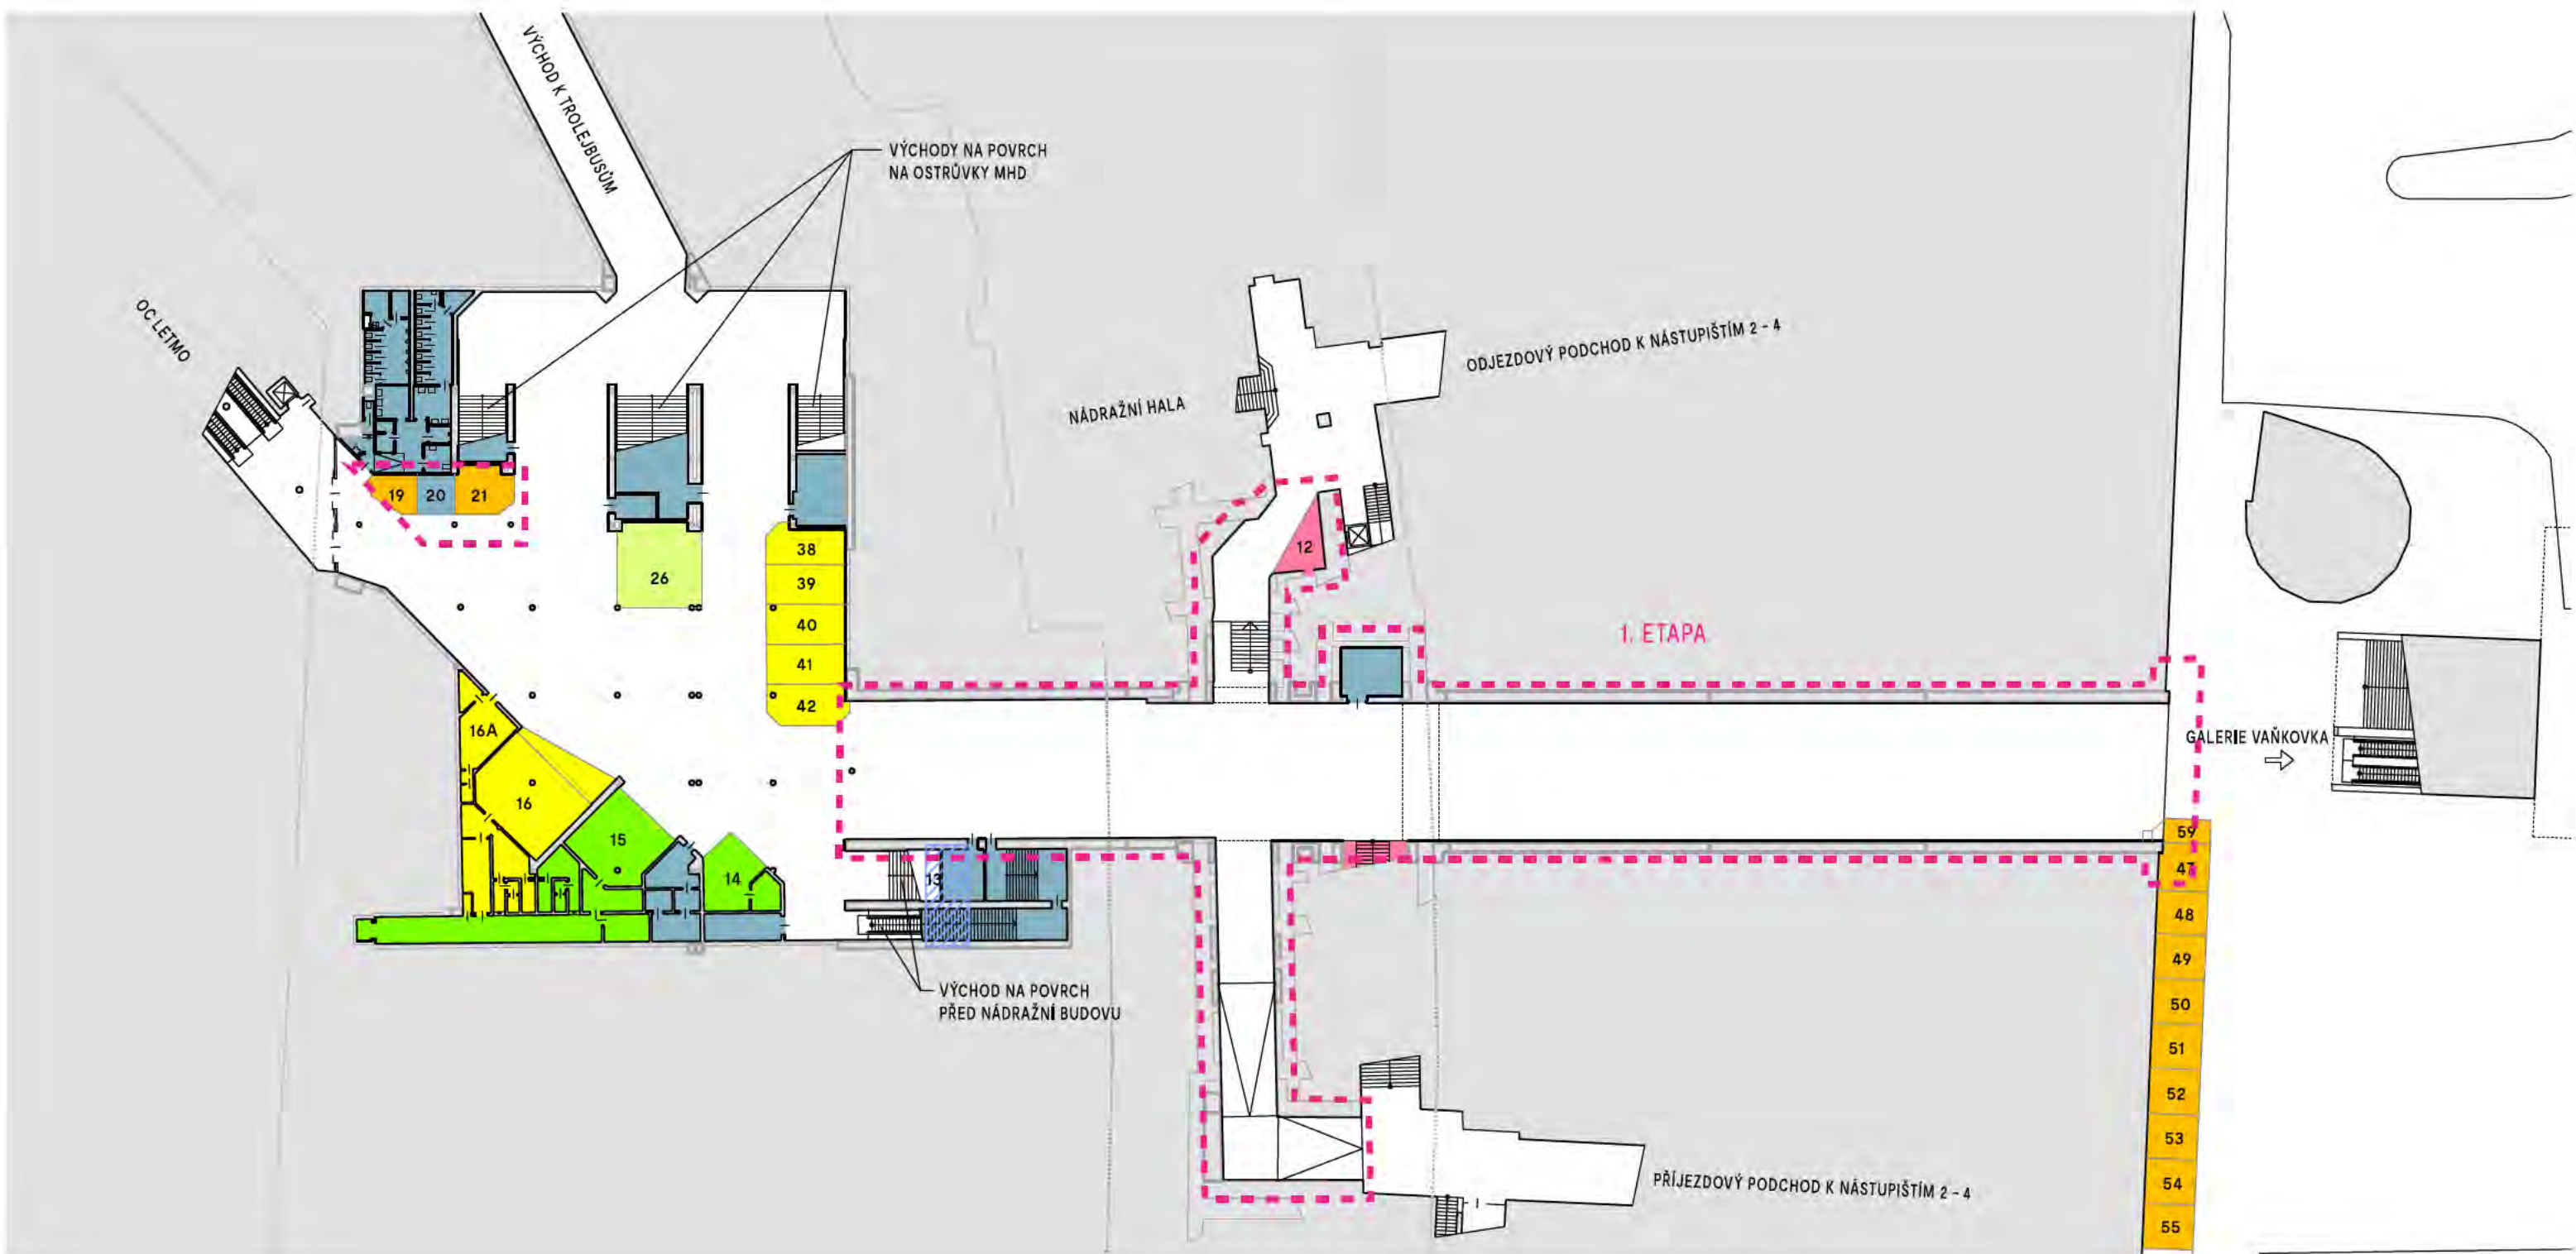 VÝCHOD K TROLEJBUSŮM
VÝCHODY NA POVRCH
NA OSTRŮVKY MHD
OC LETMO
ODJEZDOVÝ PODCHOD K NÁSTUPIŠTÍM 2 - 4
NÁDRAŽNÍ HALA
19
20
21
38
12
26
39
40
1. ETAPA
41
42
16A
GALERIE VAŇKOVKA
16
15
59
47
14
13
48
49
VÝCHOD NA POVRCH
PŘED NÁDRAŽNÍ BUDOVU
50
51
52
53
PŘÍJEZDOVÝ PODCHOD K NÁSTUPIŠTÍM 2 - 4
54
55